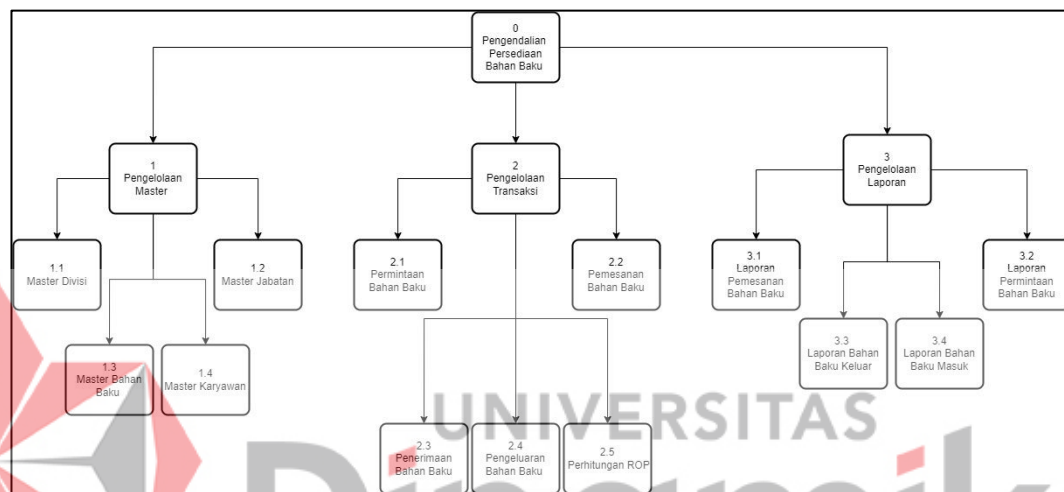 0
Pengendalian
Persediaan
Bahan Baku
1
Pengelolaan
Master
2
Pengelolaan
Transaksi
3
Pengelolaan
Laporan
1.1
Master Divisi
1.2
Master Jabatan
2.1
Permintaan
Bahan Baku
2.2
Pemesanan
Bahan Baku
3.1
Laporan
Pemesanan
Bahan Baku
3.2
Laporan
Permintaan
Bahan Baku
1.3
Master Bahan
Baku
1.4
Master Karyawan
3.3
Laporan Bahan
Baku Keluar
3.4
Laporan Bahan
Baku Masuk
2.3
Penerimaan
Bahan Baku
2.4
Pengeluaran
Bahan Baku
2.5
Perhitungan ROP
UNIVERSITAS